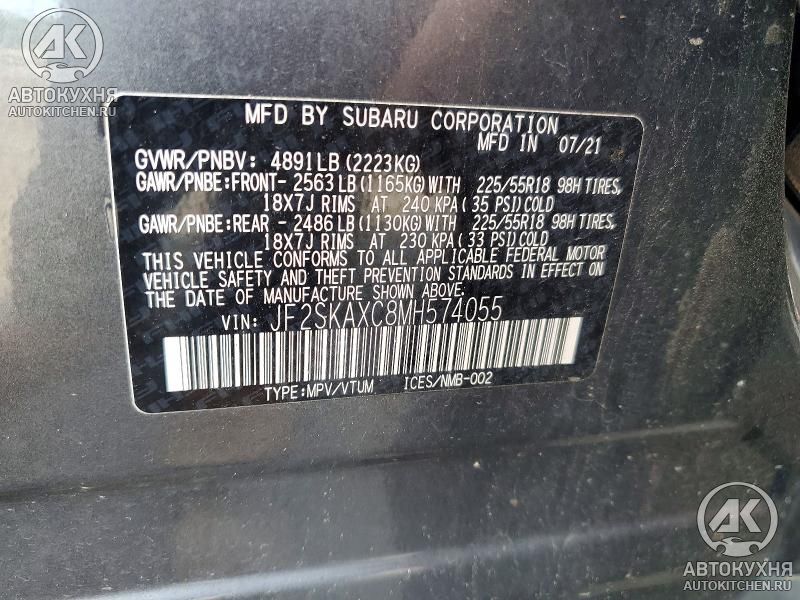 АК
АВТОКУХНЯ
AUTOKITCHEN.RU
MFD BY SUBARU CORPORATION
MFD IN 07/21
GVWR/PNBV: 4891LB(2223KG)
GAWR/PNBE:FRONT- 2563LB(1165KG)WITH 225/55R18 98H TIRES,
18X7J RIMS AT 240 KPA( 35 PSI)COLD
GAWR/PNBE:REAR - 2486LB(1130KG)WITH 225/55R18 98H TIRES,
18X7J RIMS AT 230 KPA( 33 PSI)COLD
THIS VEHICLE CONFORMS TO ALL APPLICABLE FEDERAL MOTOR
VEHICLE SAFETY AND THEFT PREVENTION STANDARDS IN EFFECT ON
THE DATE OF MANUFACTURE SHOWN ABOVE.
VIN: JF2SKAXC8MH574055
TYPE:MPV/VTUM ICES/NMB-002
АК
АВТОКУХНЯ
AUTOKITCHEN.RU